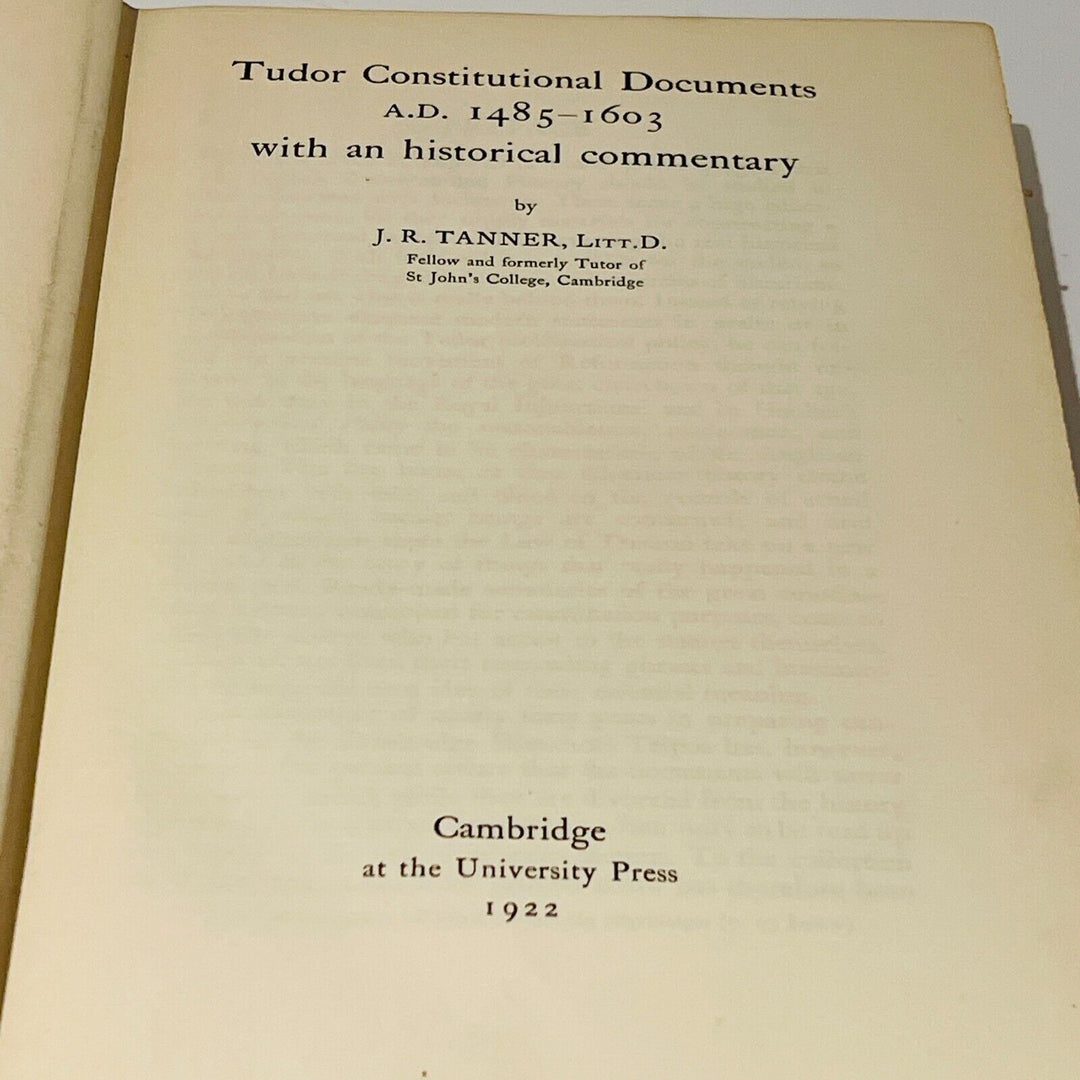 Tudor Constitutional Documents
A.D. 1485–1603
with an historical commentary
by
J. R. TANNER, LITT.D.
Fellow and formerly Tutor of
St John's College, Cambridge
Cambridge
at the University Press
1922